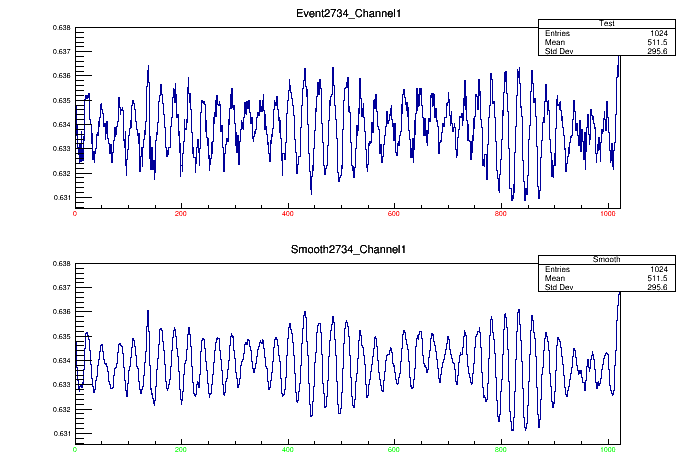 Event2734_Channel1
Test
Entries 1024
Mean 511.5
Std Dev 295.6
0.638
0.637
0.636
0.635
0.634
0.633
0.632
0.631
0 200 400 600 800 1000
Smooth2734_Channel1
Smooth
Entries 1024
Mean 511.5
Std Dev 295.6
0.638
0.637
0.636
0.635
0.634
0.633
0.632
0.631
0 200 400 600 800 1000